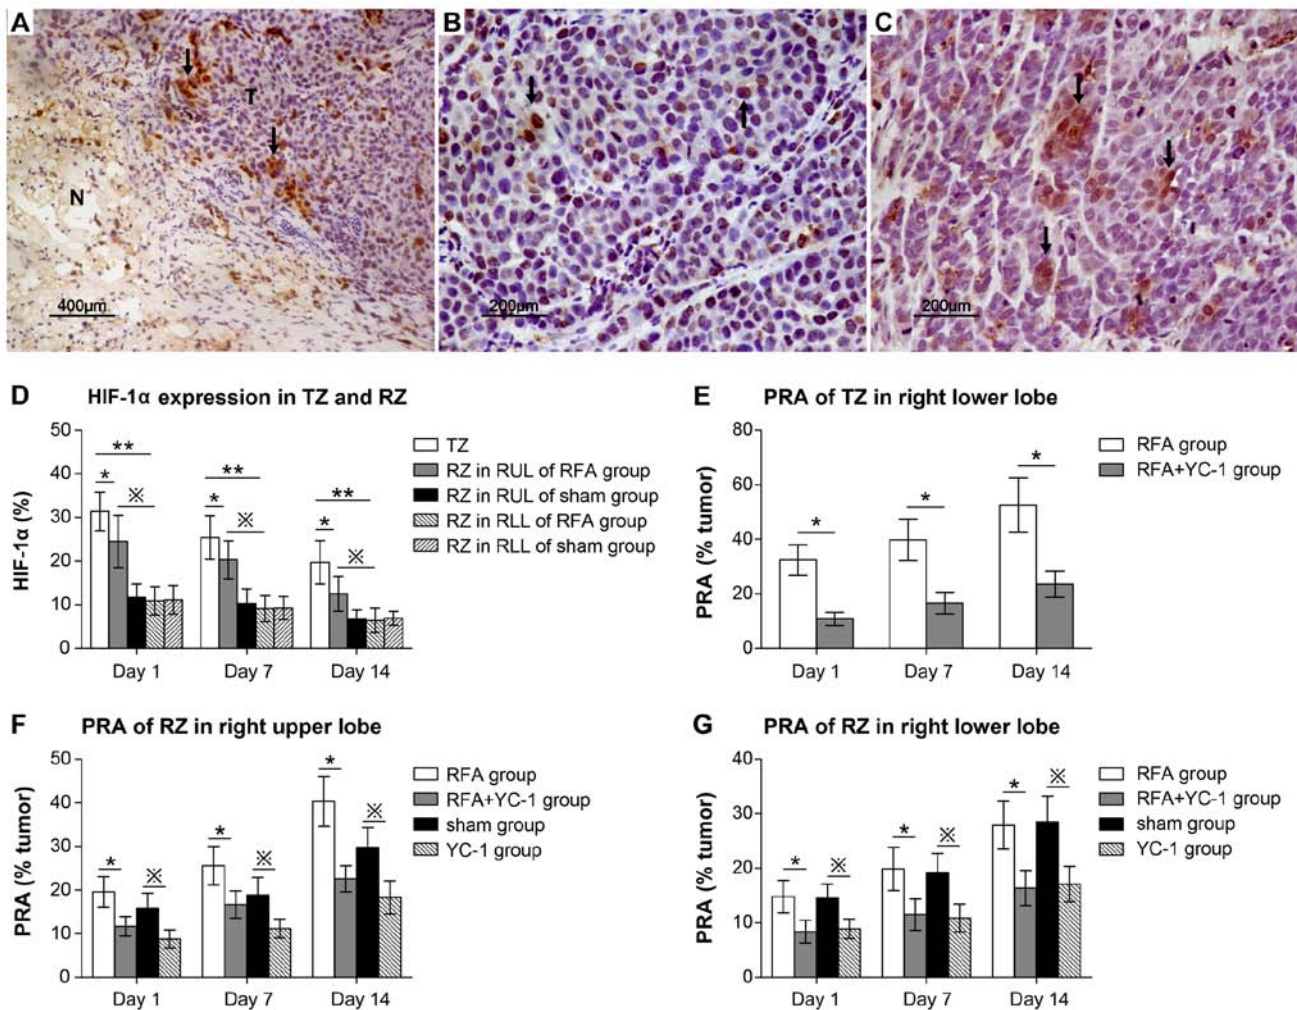 A
B
C
T
N
400µm
200µm
200µm
D HIF-1α expression in TZ and RZ
HIF-1α (%)
50
40
30
20
10
0
** * ※
** * ※
** * ※
Day 1 Day 7 Day 14
TZ
RZ in RUL of RFA group
RZ in RUL of sham group
RZ in RLL of RFA group
RZ in RLL of sham group
E PRA of TZ in right lower lobe
PRA (% tumor)
80
60
40
20
0
* * *
Day 1 Day 7 Day 14
RFA group
RFA+YC-1 group
F PRA of RZ in right upper lobe
PRA (% tumor)
50
40
30
20
10
0
* ※ * ※ * ※
Day 1 Day 7 Day 14
RFA group
RFA+YC-1 group
sham group
YC-1 group
G PRA of RZ in right lower lobe
PRA (% tumor)
40
30
20
10
0
* ※ * ※ * ※
Day 1 Day 7 Day 14
RFA group
RFA+YC-1 group
sham group
YC-1 group